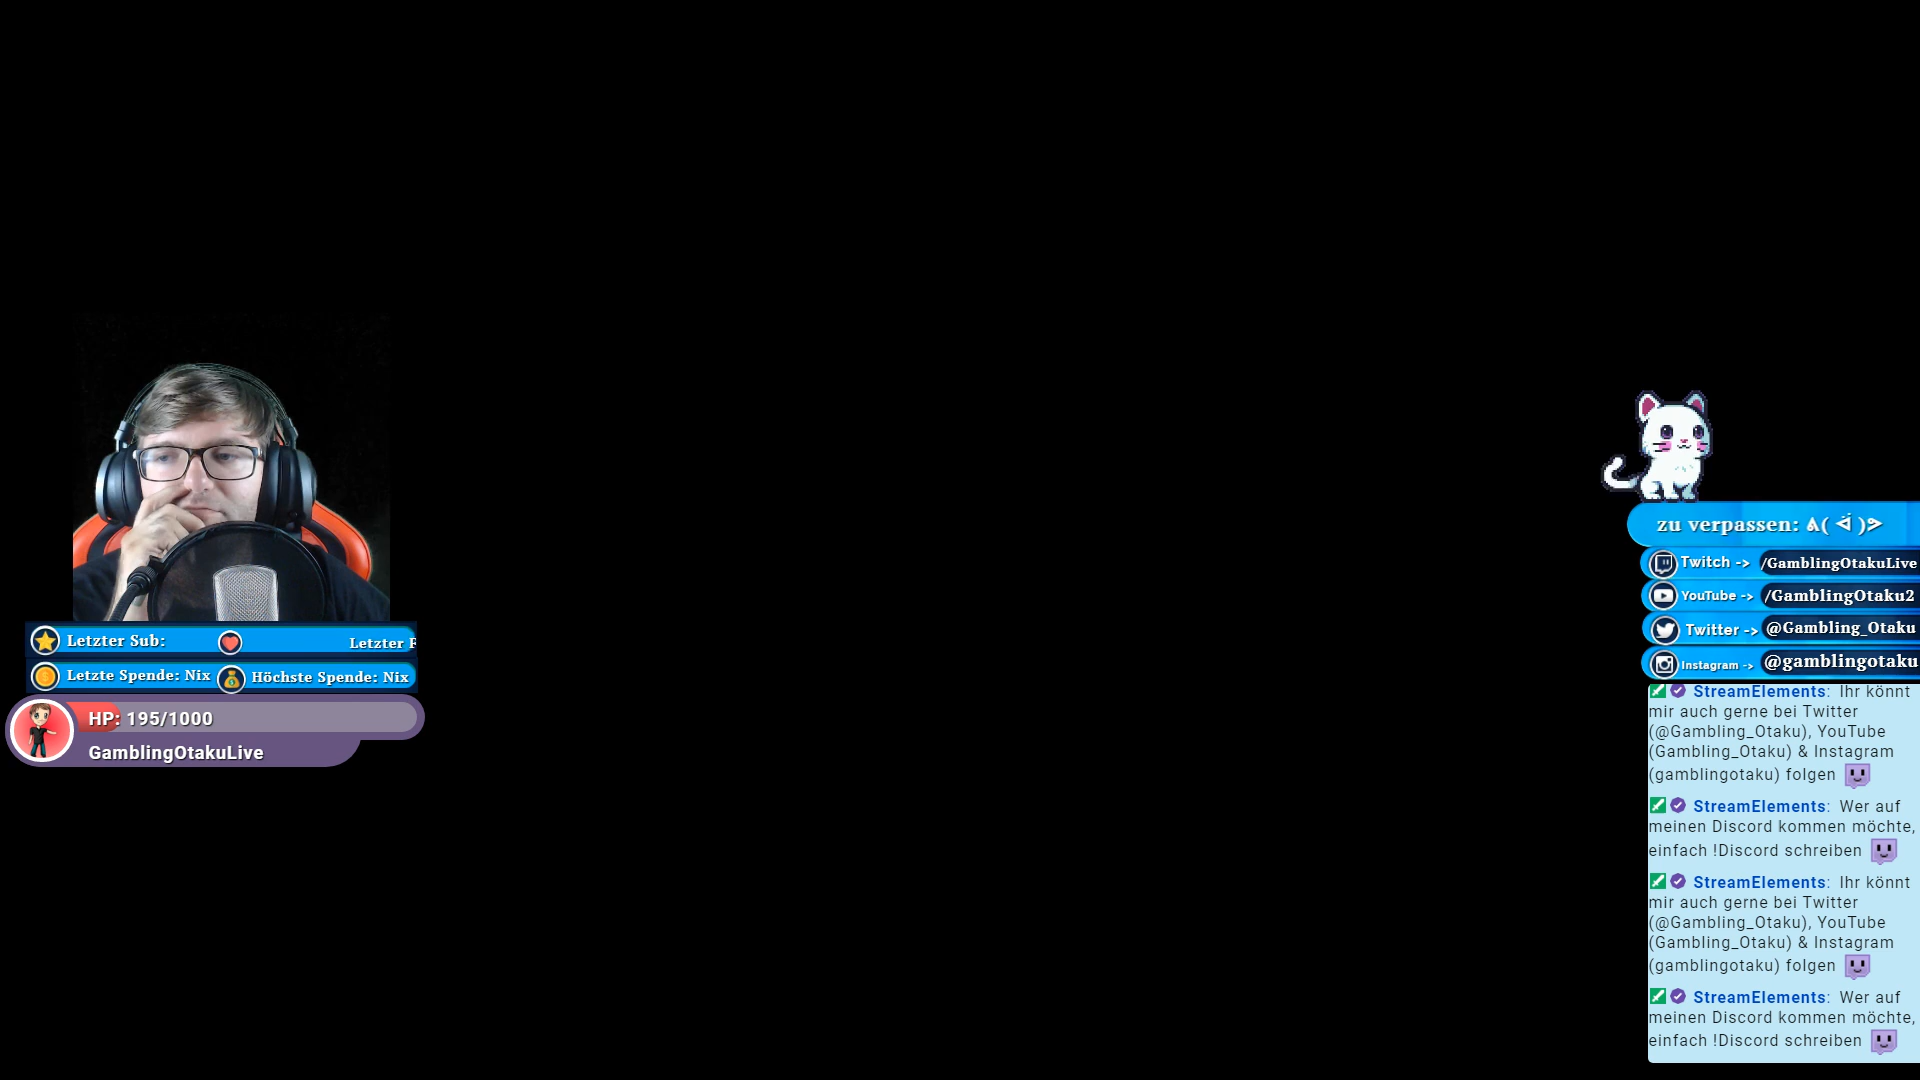 Letzter Sub:
Letzter F
Letzte Spende: Nix
Höchste Spende: Nix
HP: 195/1000
GamblingOtakuLive
zu verpassen:
Twitch -> /GamblingOtakuLive
YouTube -> /GamblingOtaku2
Twitter -> @Gambling_Otaku
Instagram -> @gamblingotaku
StreamElements: Ihr könnt
mir auch gerne bei Twitter
(@Gambling_Otaku), YouTube
(Gambling_Otaku) & Instagram
(gamblingotaku) folgen
StreamElements: Wer auf
meinen Discord kommen möchte,
einfach !Discord schreiben
StreamElements: Ihr könnt
mir auch gerne bei Twitter
(@Gambling_Otaku), YouTube
(Gambling_Otaku) & Instagram
(gamblingotaku) folgen
StreamElements: Wer auf
meinen Discord kommen möchte,
einfach !Discord schreiben